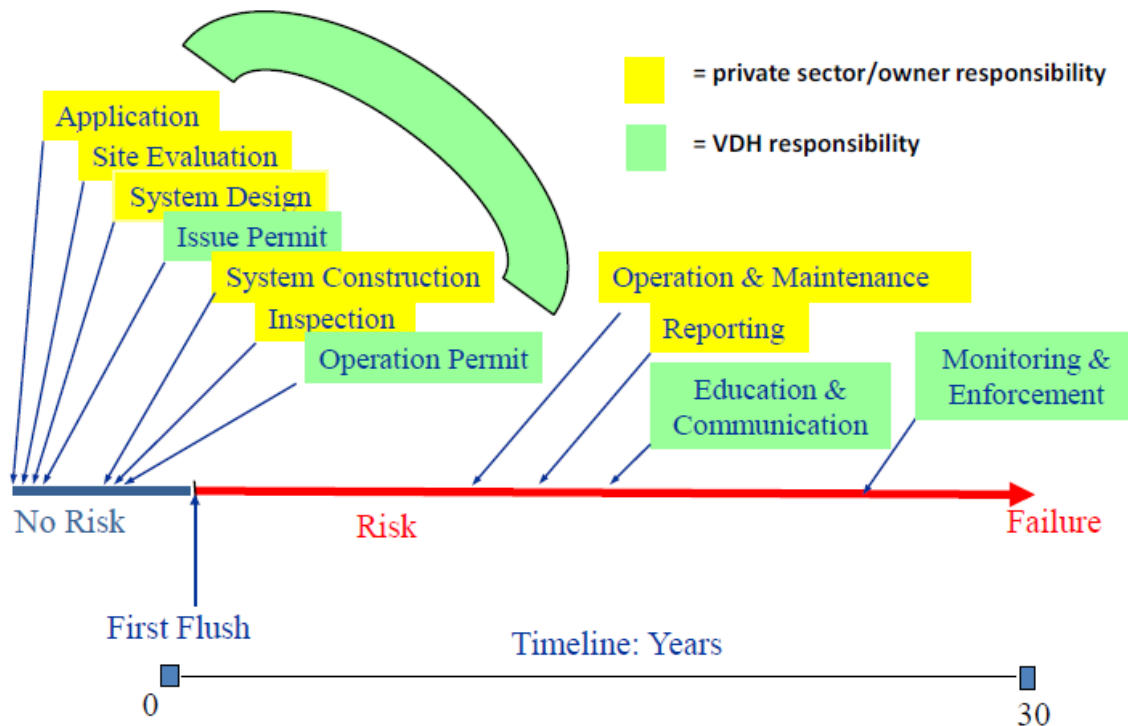 = private sector/owner responsibility
= VDH responsibility
Application
Site Evaluation
System Design
Issue Permit
System Construction
Inspection
Operation Permit
Operation & Maintenance
Reporting
Education &
Communication
Monitoring &
Enforcement
No Risk
Risk
Failure
First Flush
Timeline: Years
0
30